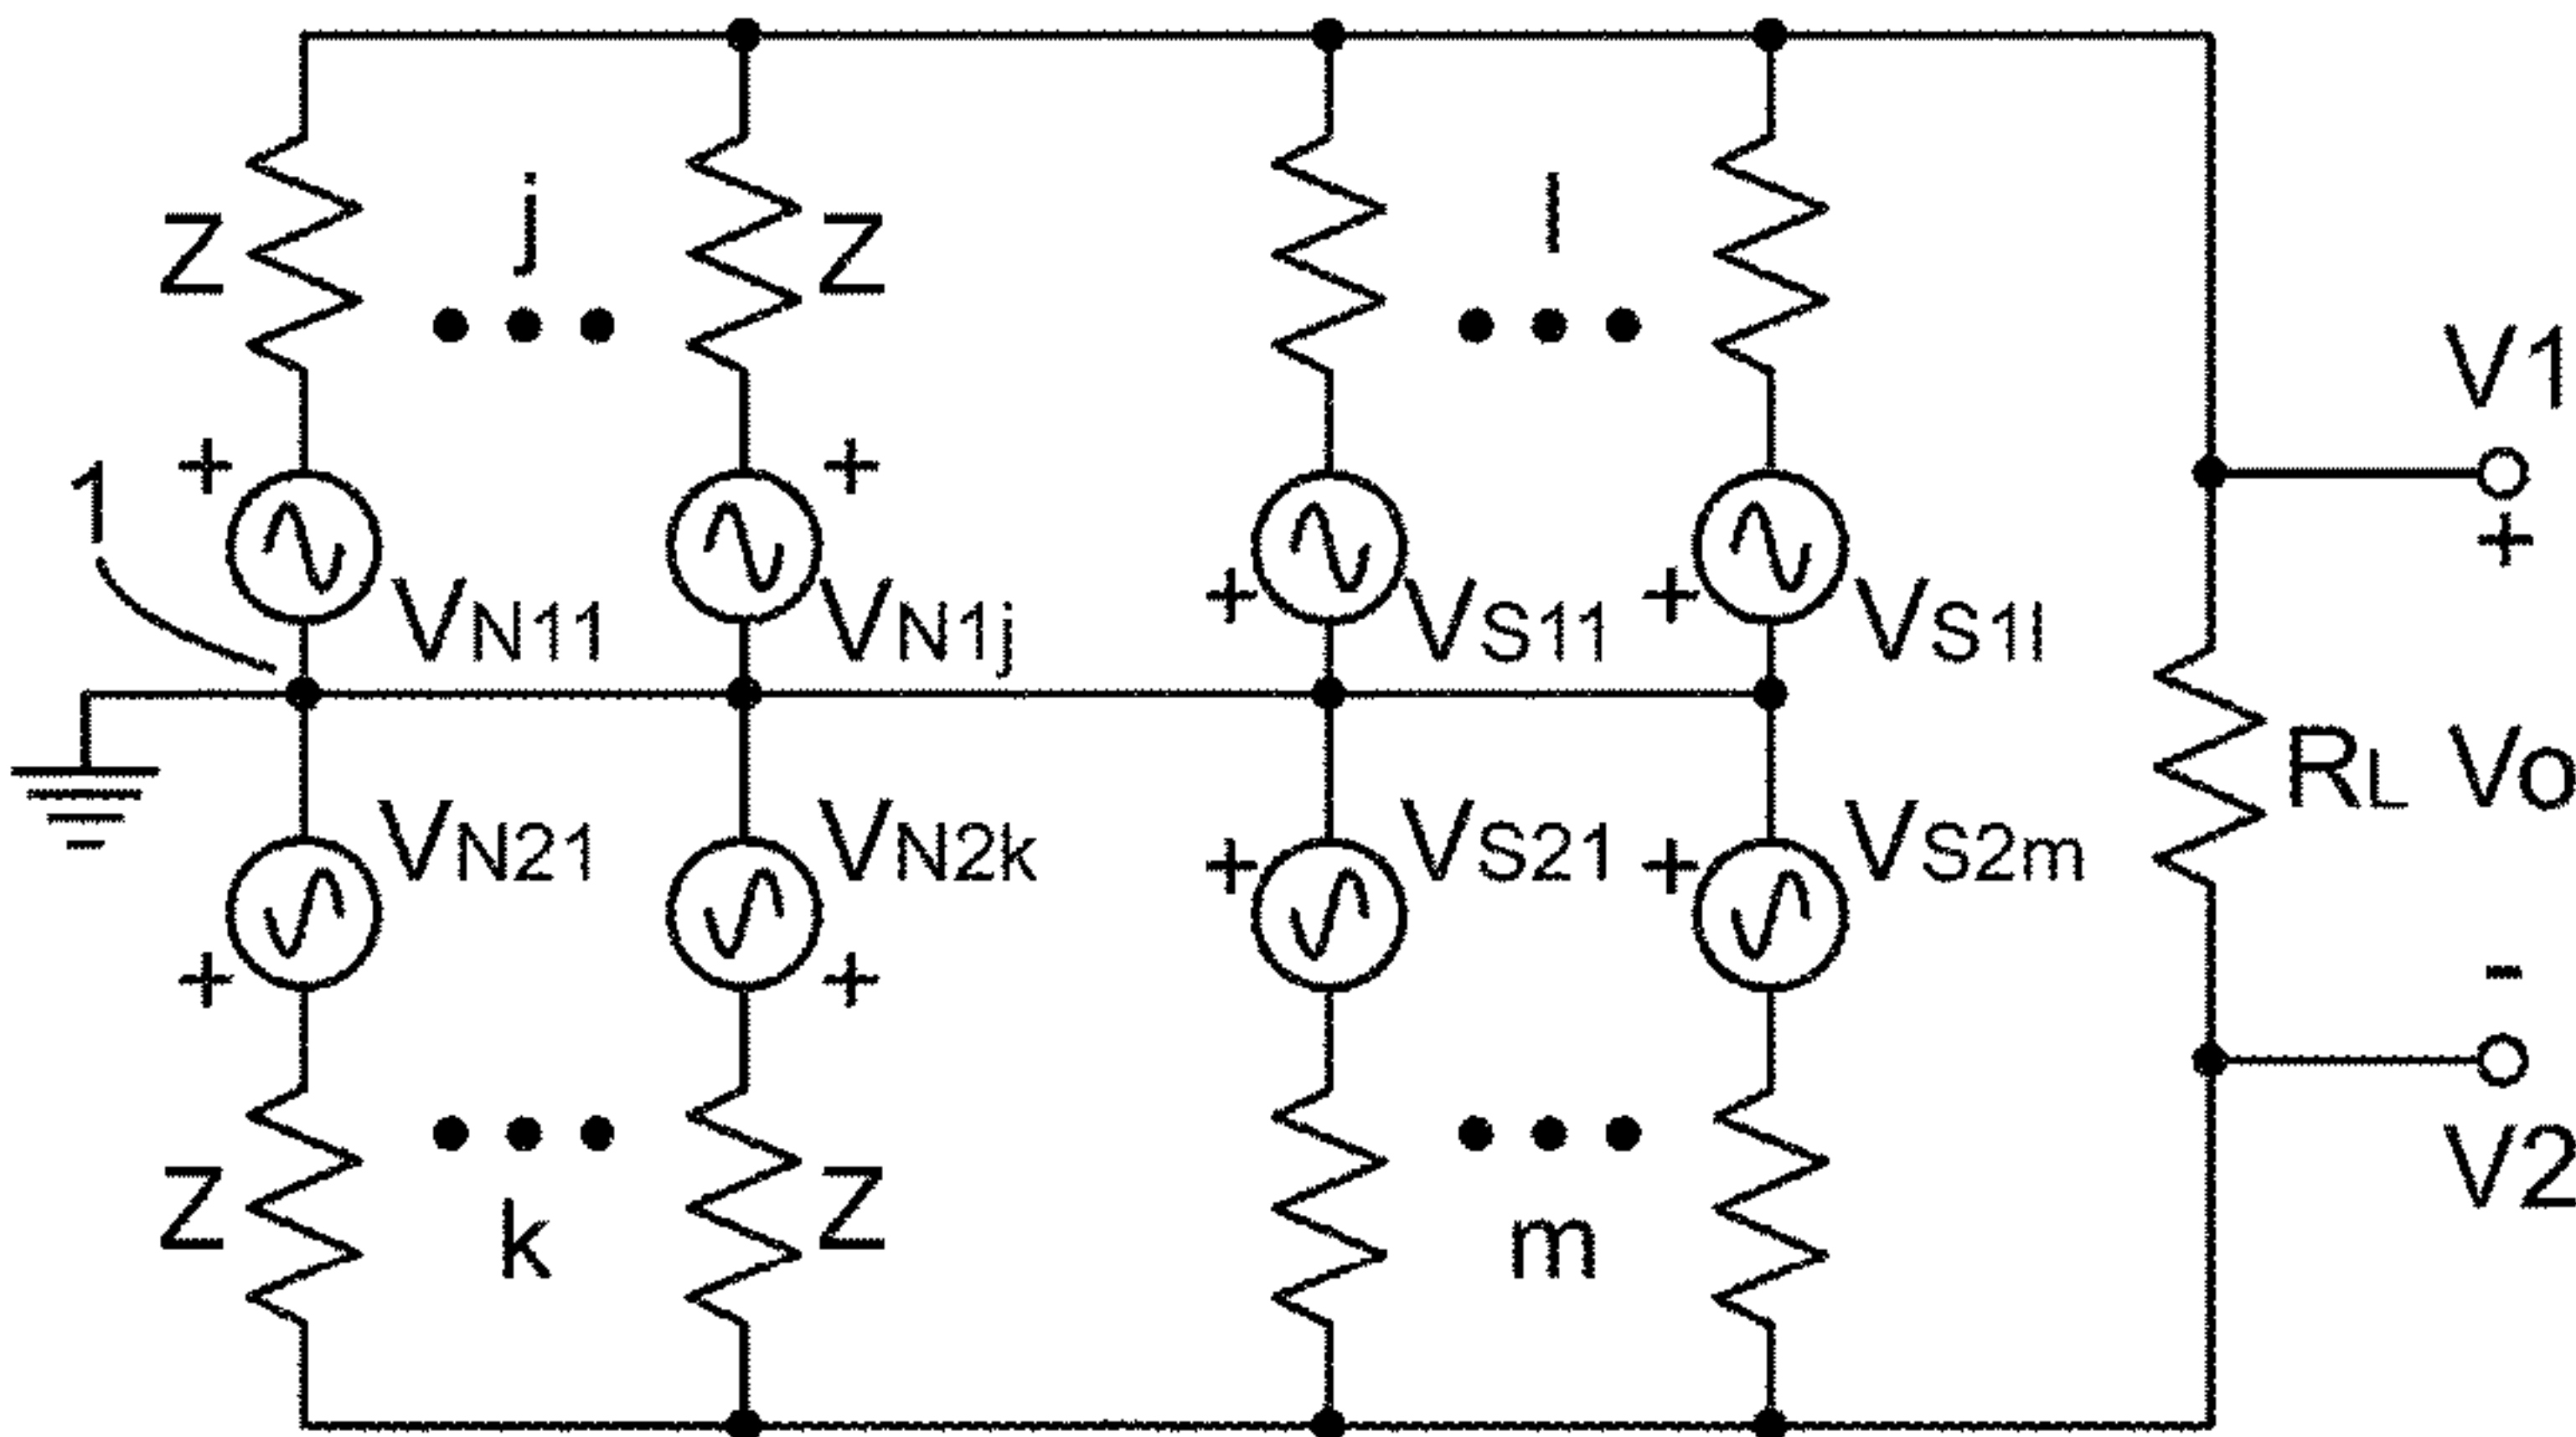 Z j Z l
V1
+ + +
1
VN11 VN1j + VS11 + VS1l
RL Vo
VN21 VN2k + VS21 + VS2m
+ + -
Z k Z m V2